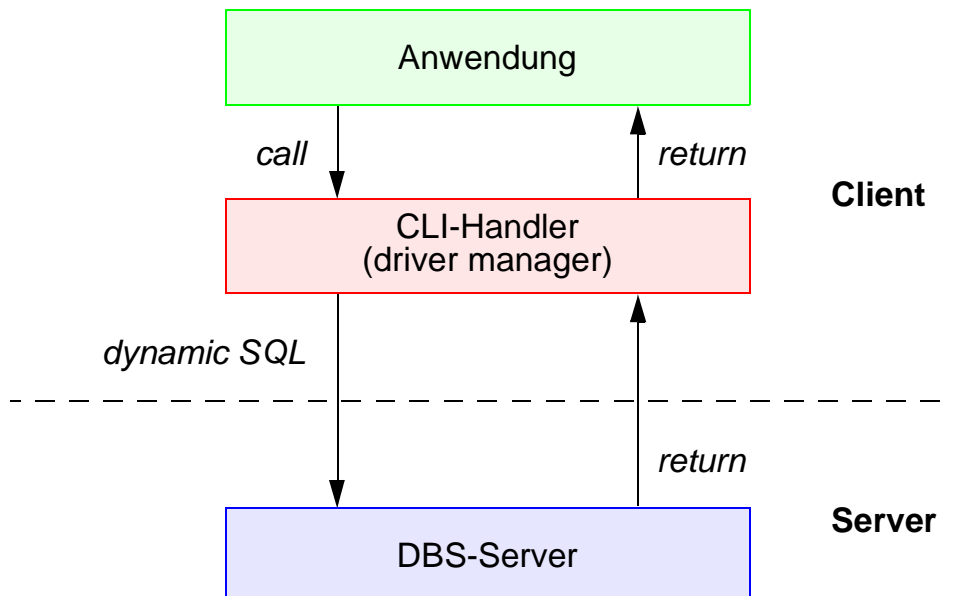 Anwendung
call
return
Client
CLI-Handler
(driver manager)
dynamic SQL
return
Server
DBS-Server